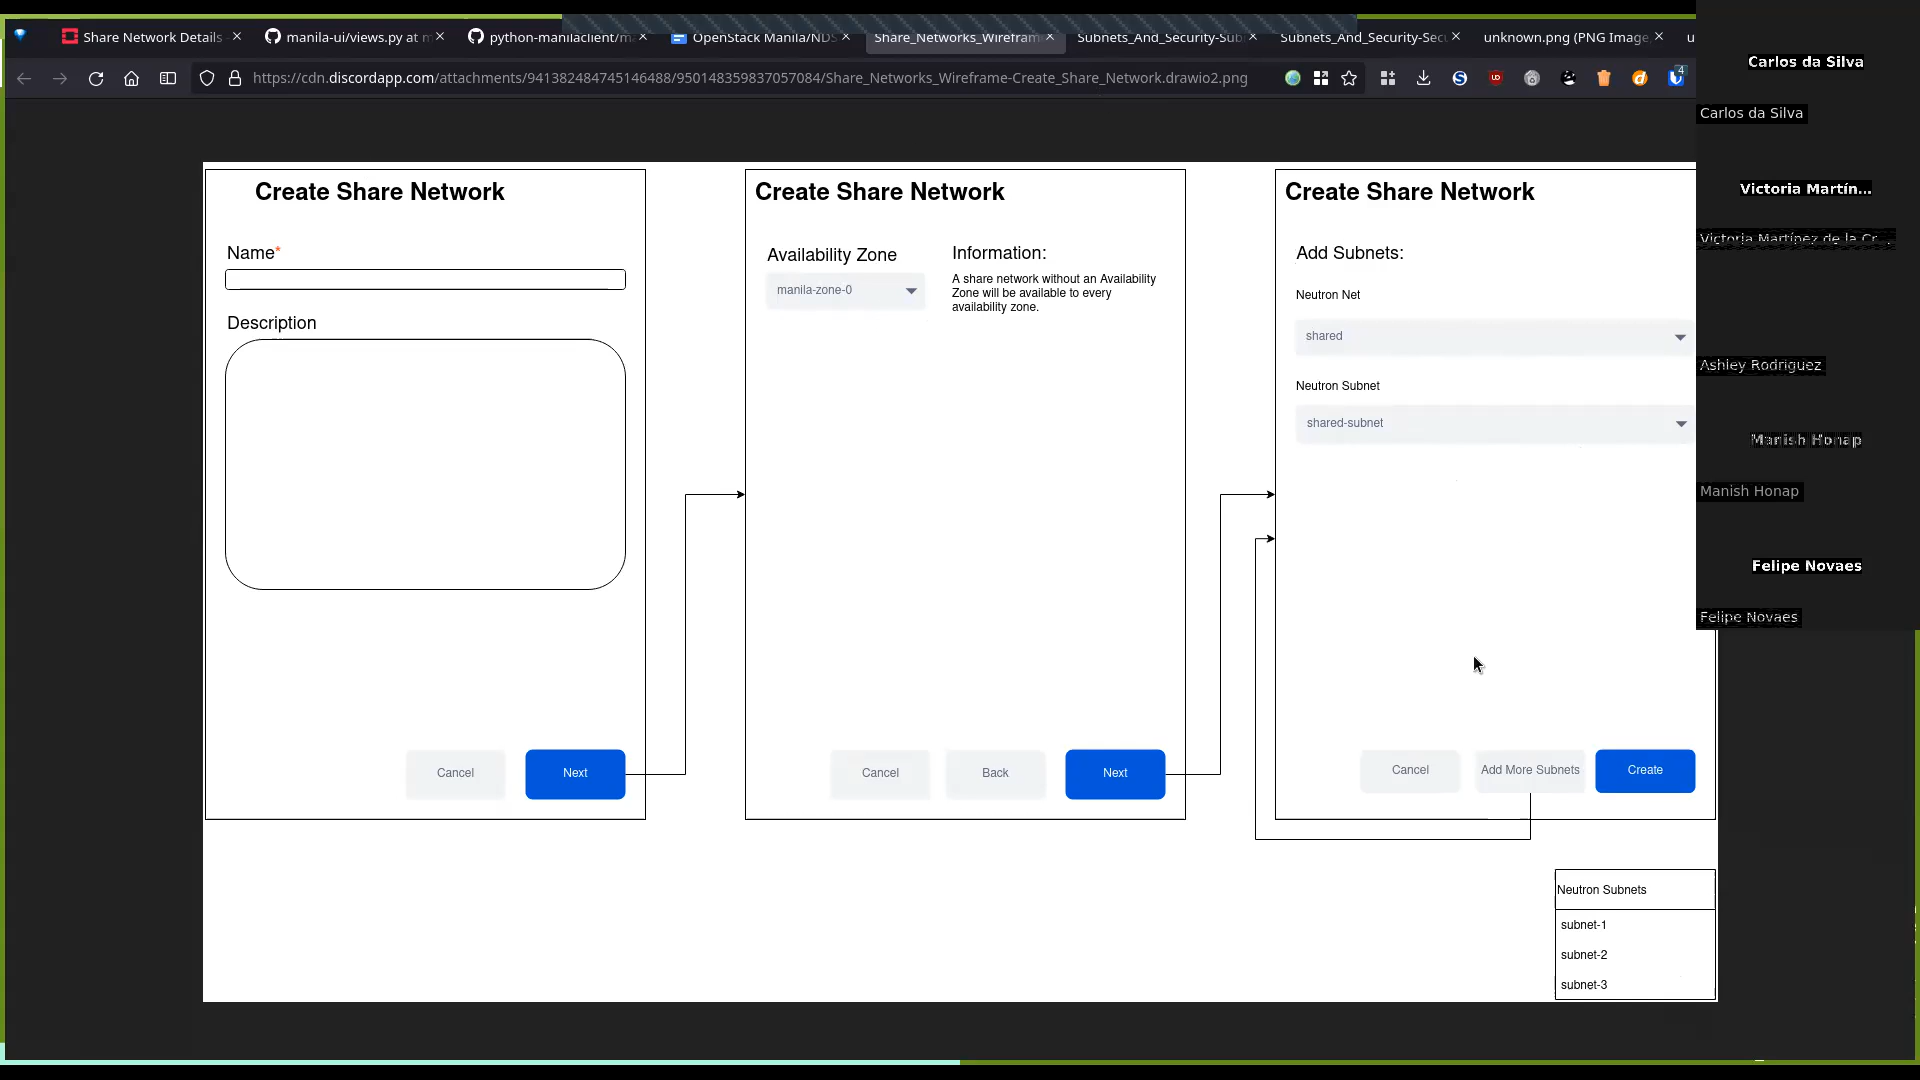 Share Network Details -
manila-ui/views.py at m
python-manilaclient/ma
OpenStack Manila/NDS
Share_Networks_Wirefram
Subnets_And_Security-Sub
Subnets_And_Security-Sec
unknown.png (PNG Image,
u
https://cdn.discordapp.com/attachments/941382484745146488/950148359837057084/Share_Networks_Wireframe-Create_Share_Network.drawio2.png
4
Carlos da Silva
Carlos da Silva
Victoria Martín...
Victoria Martínez de la Cr...
Ashley Rodriguez
Manish Honap
Manish Honap
Felipe Novaes
Felipe Novaes
Create Share Network
Name*
Description
Cancel
Next
Create Share Network
Availability Zone
manila-zone-0
Information:
A share network without an Availability
Zone will be available to every
availability zone.
Cancel
Back
Next
Create Share Network
Add Subnets:
Neutron Net
shared
Neutron Subnet
shared-subnet
Cancel
Add More Subnets
Create
Neutron Subnets
subnet-1
subnet-2
subnet-3